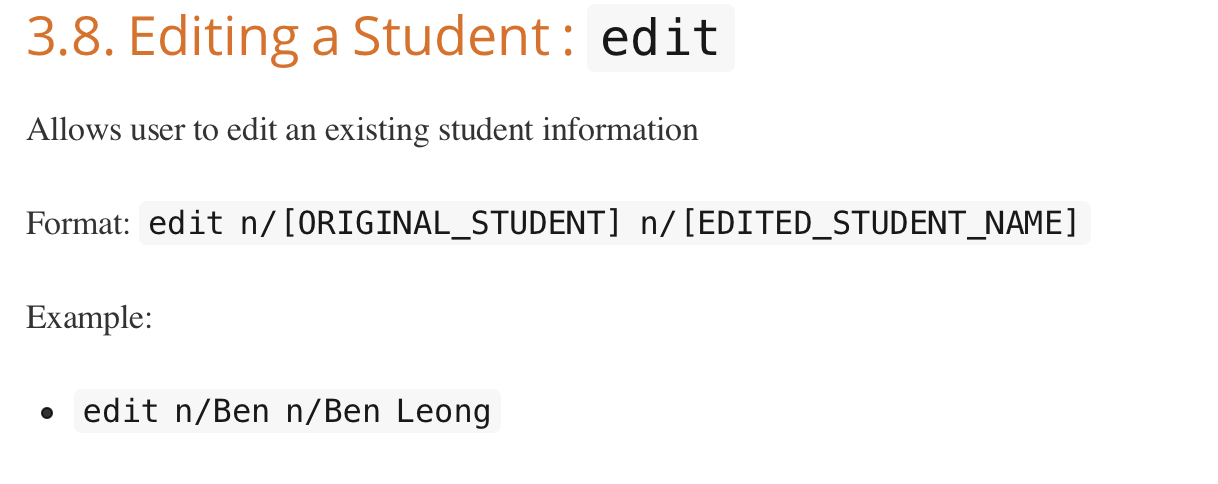 3.8. Editing a Student : edit
Allows user to edit an existing student information
Format: edit n/[ORIGINAL_STUDENT] n/[EDITED_STUDENT_NAME]
Example:
• edit n/Ben n/Ben Leong